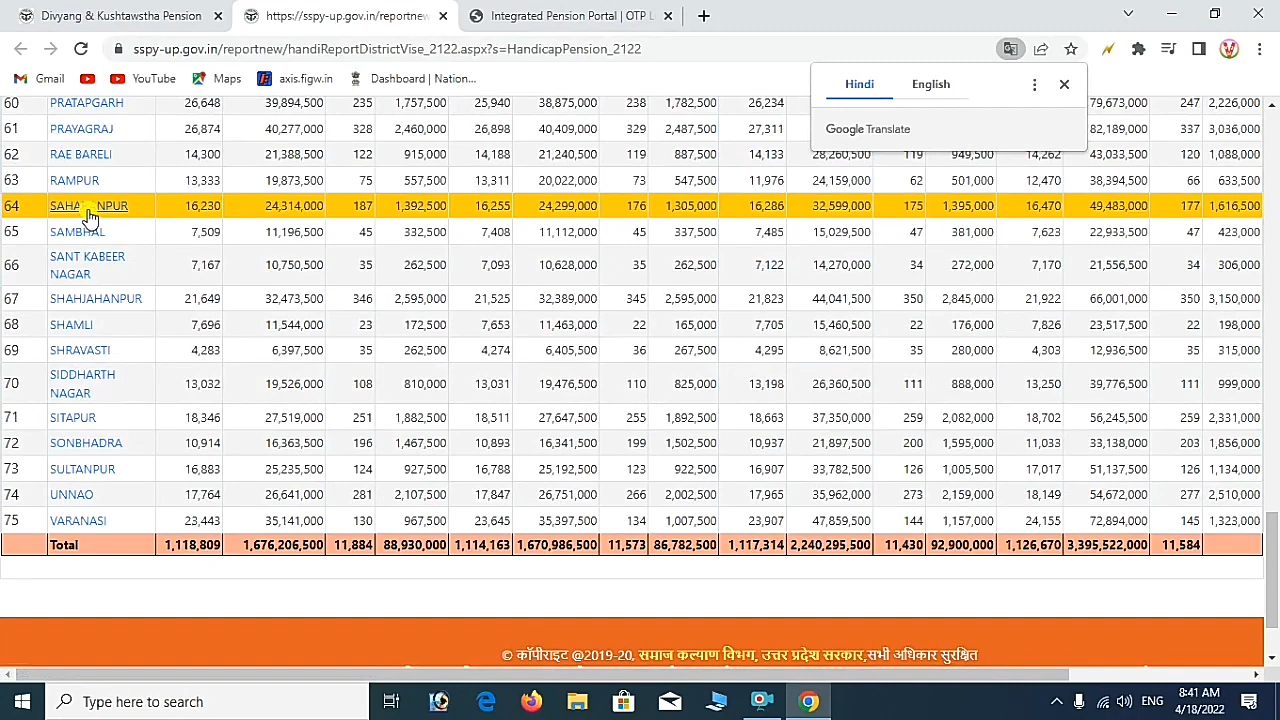 Divyang & Kushtawstha Pension
https://sspy-up.gov.in/reportnew
Integrated Pension Portal | OTP L
sspy-up.gov.in/reportnew/handiReportDistrictVise_2122.aspx?s=HandicapPension_2122
Gmail YouTube Maps axis.figw.in Dashboard | Nation...
Hindi English
Google Translate
60 PRATAPGARH 26,648 39,894,500 235 1,757,500 25,940 38,875,000 238 1,782,500 26,234 79,673,000 247 2,226,000
61 PRAYAGRAJ 26,874 40,277,000 328 2,460,000 26,898 40,409,000 329 2,487,500 27,311 82,189,000 337 3,036,000
62 RAE BARELI 14,300 21,388,500 122 915,000 14,188 21,240,500 119 887,500 14,133 28,260,500 119 949,500 14,262 43,033,500 120 1,088,000
63 RAMPUR 13,333 19,873,500 75 557,500 13,311 20,022,000 73 547,500 11,976 24,159,000 62 501,000 12,470 38,394,500 66 633,500
64 SAHARANPUR 16,230 24,314,000 187 1,392,500 16,255 24,299,000 176 1,305,000 16,286 32,599,000 175 1,395,000 16,470 49,483,000 177 1,616,500
65 SAMBHAL 7,509 11,196,500 45 332,500 7,408 11,112,000 45 337,500 7,485 15,029,500 47 381,000 7,623 22,933,500 47 423,000
66 SANT KABEER NAGAR 7,167 10,750,500 35 262,500 7,093 10,628,000 35 262,500 7,122 14,270,000 34 272,000 7,170 21,556,500 34 306,000
67 SHAHJAHANPUR 21,649 32,473,500 346 2,595,000 21,525 32,389,000 345 2,595,000 21,823 44,041,500 350 2,845,000 21,922 66,001,000 350 3,150,000
68 SHAMLI 7,696 11,544,000 23 172,500 7,653 11,463,000 22 165,000 7,705 15,460,500 22 176,000 7,826 23,517,500 22 198,000
69 SHRAVASTI 4,283 6,397,500 35 262,500 4,274 6,405,500 36 267,500 4,295 8,621,500 35 280,000 4,303 12,936,500 35 315,000
70 SIDDHARTH NAGAR 13,032 19,526,000 108 810,000 13,031 19,476,500 110 825,000 13,198 26,360,500 111 888,000 13,250 39,776,500 111 999,000
71 SITAPUR 18,346 27,519,000 251 1,882,500 18,511 27,647,500 255 1,892,500 18,663 37,350,000 259 2,082,000 18,702 56,245,500 259 2,331,000
72 SONBHADRA 10,914 16,363,500 196 1,467,500 10,893 16,341,500 199 1,502,500 10,937 21,897,500 200 1,595,000 11,033 33,138,000 203 1,856,000
73 SULTANPUR 16,883 25,235,500 124 927,500 16,788 25,192,500 123 922,500 16,907 33,782,500 126 1,005,500 17,017 51,137,500 126 1,134,000
74 UNNAO 17,764 26,641,000 281 2,107,500 17,847 26,751,000 266 2,002,500 17,965 35,962,000 273 2,159,000 18,149 54,672,000 277 2,510,000
75 VARANASI 23,443 35,141,000 130 967,500 23,645 35,397,500 134 1,007,500 23,907 47,859,500 144 1,157,000 24,155 72,894,000 145 1,323,000
Total 1,118,809 1,676,206,500 11,884 88,930,000 1,114,163 1,670,986,500 11,573 86,782,500 1,117,314 2,240,295,500 11,430 92,900,000 1,126,670 3,395,522,000 11,584
© कॉपीराइट @2019-20, समाज कल्याण विभाग, उत्तर प्रदेश सरकार,सभी अधिकार सुरक्षित
Type here to search
ENG
8:41 AM
4/18/2022